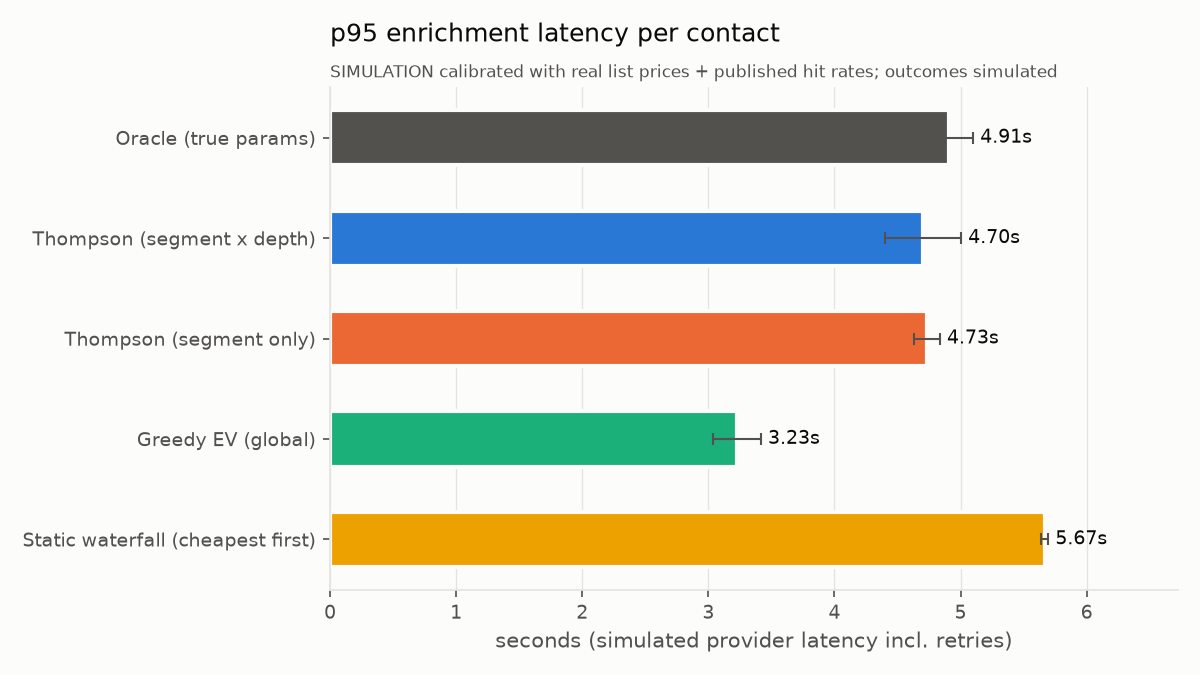 p95 enrichment latency per contact
SIMULATION calibrated with real list prices + published hit rates; outcomes simulated
Oracle (true params)
4.91s
Thompson (segment x depth)
4.70s
Thompson (segment only)
4.73s
Greedy EV (global)
3.23s
Static waterfall (cheapest first)
5.67s
0 1 2 3 4 5 6
seconds (simulated provider latency incl. retries)